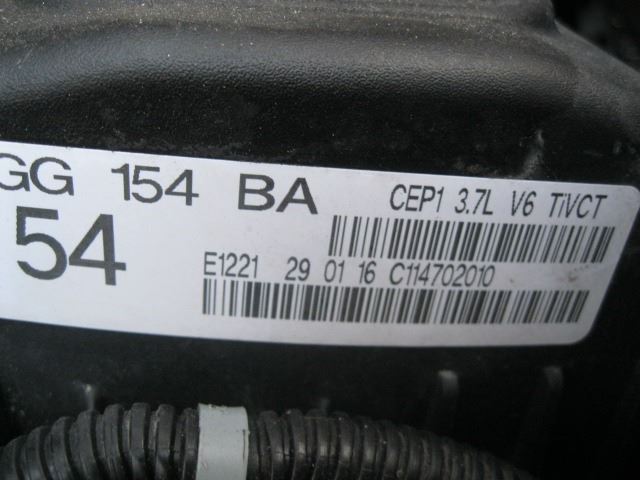 GG 154 BA CEP1 3.7L V6 TiVCT
54
E1221 29 01 16 C114702010